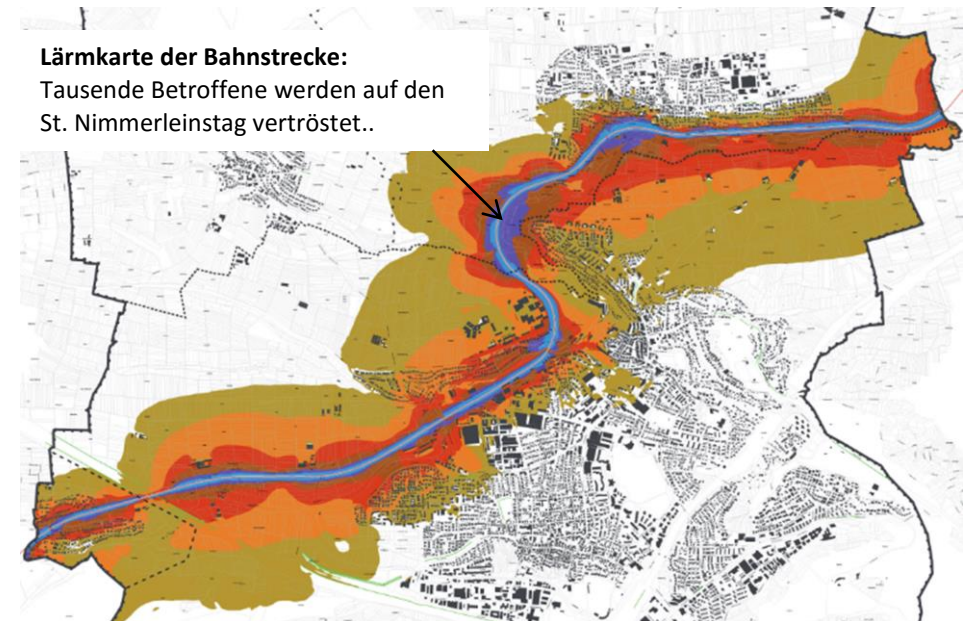 Lärmkarte der Bahnstrecke:
Tausende Betroffene werden auf den
St. Nimmerleinstag vertröstet..